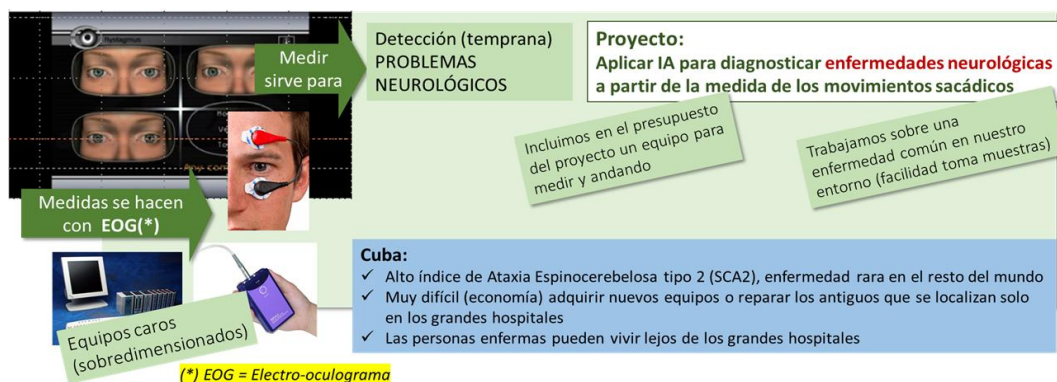 Nystagmus
Medir
sirve para
Detección (temprana)
PROBLEMAS
NEUROLÓGICOS
Proyecto:
Aplicar IA para diagnosticar enfermedades neurológicas
a partir de la medida de los movimientos sacádicos
Incluimos en el presupuesto
del proyecto un equipo para
medir y andando
Trabajamos sobre una
enfermedad común en nuestro
entorno (facilidad toma muestras)
Medidas se hacen
con EOG(*)
Equipos caros
(sobredimensionados)
Cuba:
✓ Alto índice de Ataxia Espinocerebelosa tipo 2 (SCA2), enfermedad rara en el resto del mundo
✓ Muy difícil (economía) adquirir nuevos equipos o reparar los antiguos que se localizan solo
en los grandes hospitales
✓ Las personas enfermas pueden vivir lejos de los grandes hospitales
(*) EOG = Electro-oculograma